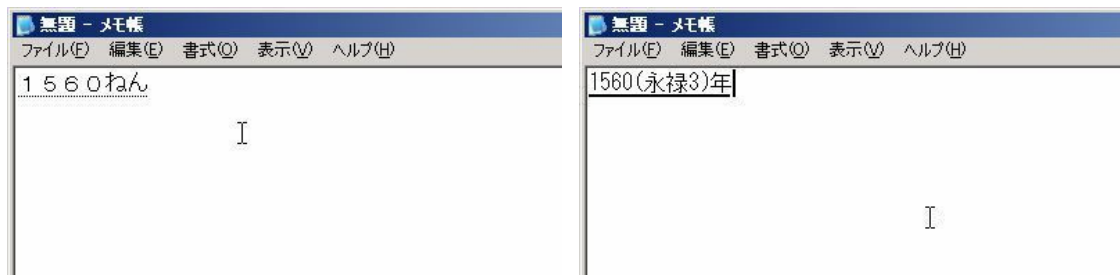 無題 - メモ帳
ファイル(F) 編集(E) 書式(O) 表示(V) ヘルプ(H)
１５６０ねん
無題 - メモ帳
ファイル(F) 編集(E) 書式(O) 表示(V) ヘルプ(H)
1560(永禄3)年